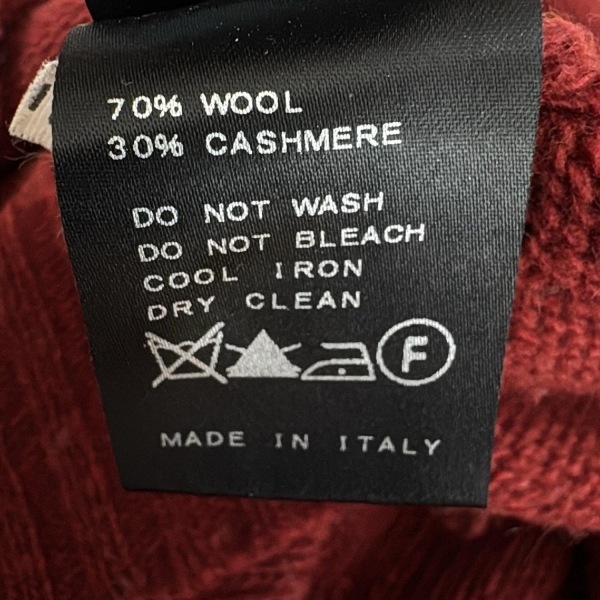 70% WOOL
30% CASHMERE
DO NOT WASH
DO NOT BLEACH
COOL IRON
DRY CLEAN
F
MADE IN ITALY